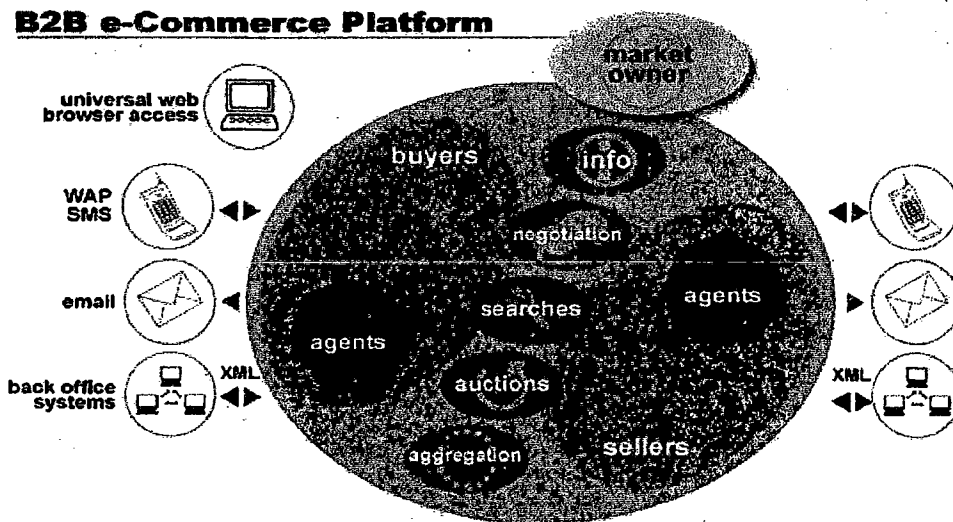 B2B e-Commerce Platform
market
owner
universal web
browser access
buyers
info
WAP
SMS
negotiation
email
searches
agents
agents
XML
back office
systems
auctions
XML
aggregation
sellers